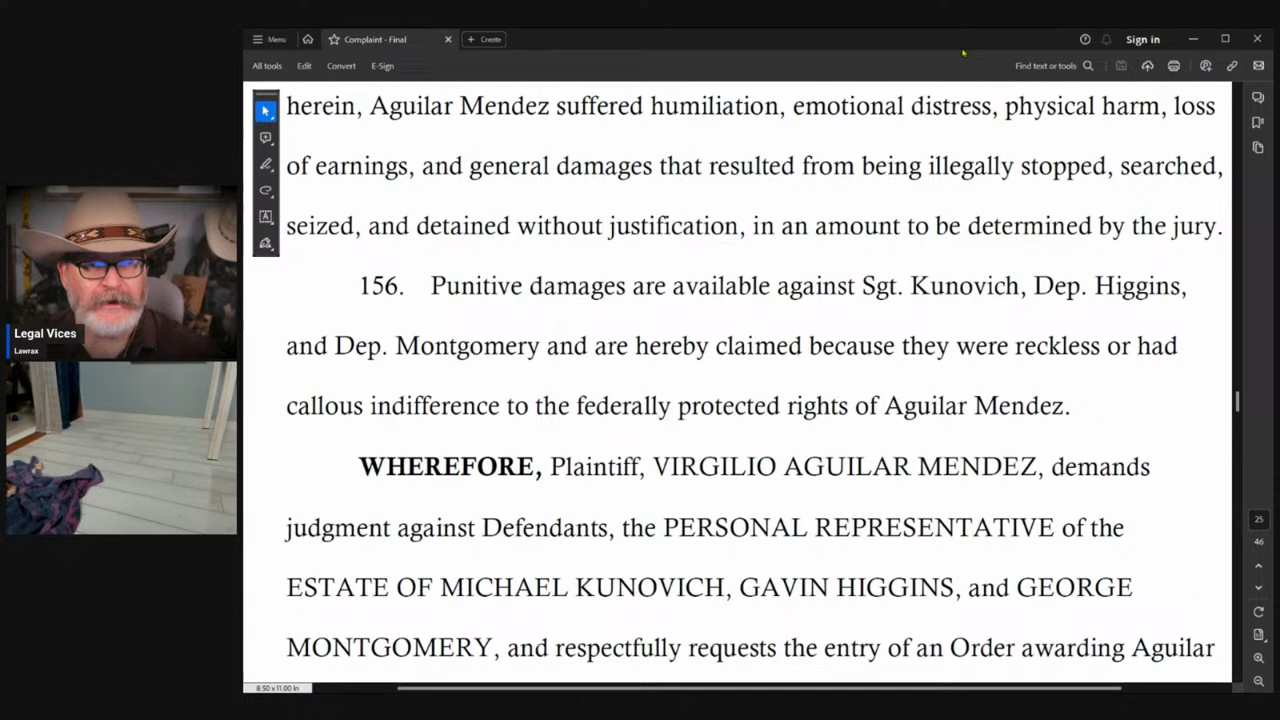 Menu
Complaint - Final
Create
Sign in
All tools
Edit
Convert
E-Sign
Find text or tools
herein, Aguilar Mendez suffered humiliation, emotional distress, physical harm, loss
of earnings, and general damages that resulted from being illegally stopped, searched,
seized, and detained without justification, in an amount to be determined by the jury.
156. Punitive damages are available against Sgt. Kunovich, Dep. Higgins,
and Dep. Montgomery and are hereby claimed because they were reckless or had
callous indifference to the federally protected rights of Aguilar Mendez.
WHEREFORE, Plaintiff, VIRGILIO AGUILAR MENDEZ, demands
judgment against Defendants, the PERSONAL REPRESENTATIVE of the
ESTATE OF MICHAEL KUNOVICH, GAVIN HIGGINS, and GEORGE
MONTGOMERY, and respectfully requests the entry of an Order awarding Aguilar
Legal Vices
Lawrax
25
46
8.50 x 11.00 in